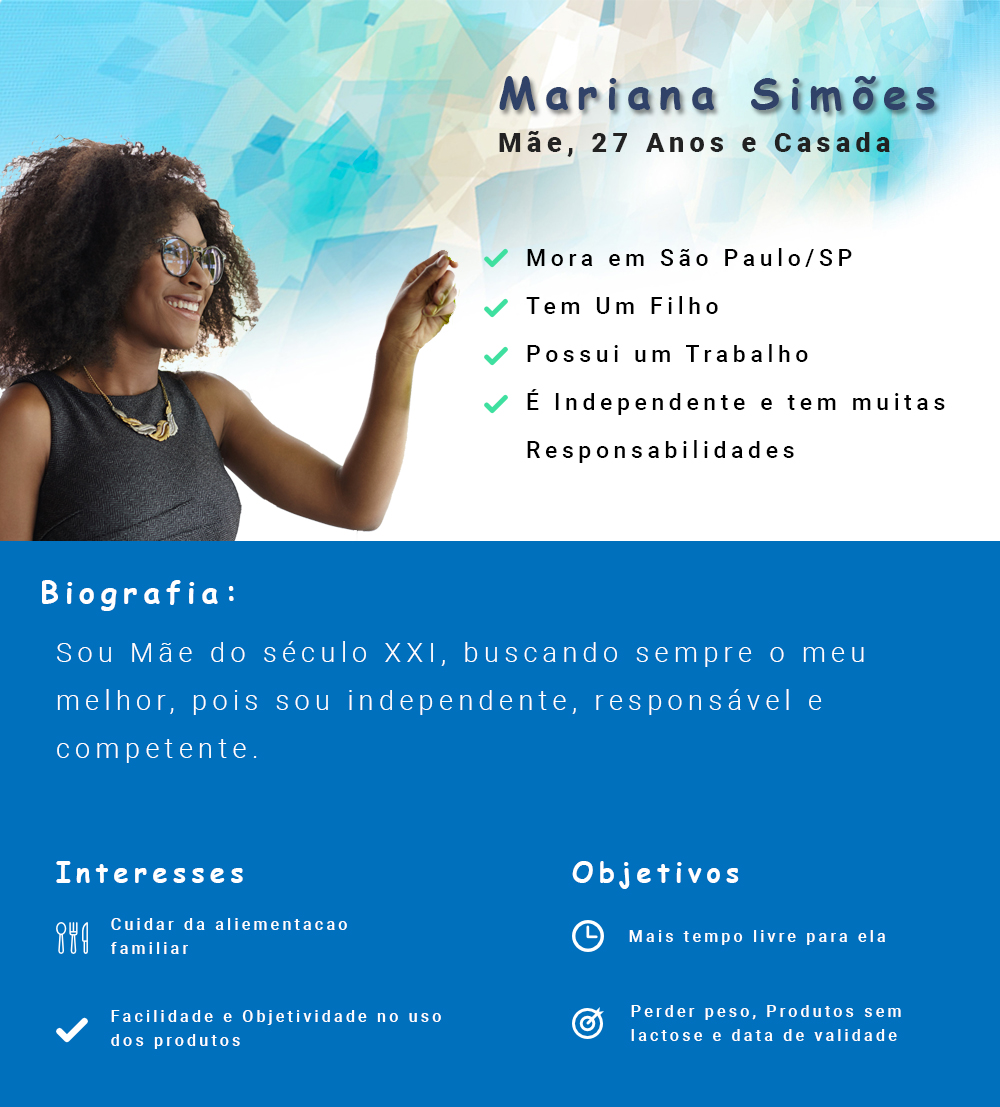 Mariana Simões
Mãe, 27 Anos e Casada
Mora em São Paulo/SP
Tem Um Filho
Possui um Trabalho
É Independente e tem muitas
Responsabilidades
Biografia:
Sou Mãe do século XXI, buscando sempre o meu
melhor, pois sou independente, responsável e
competente.
Interesses
Cuidar da aliementacao
familiar
Facilidade e Objetividade no uso
dos produtos
Objetivos
Mais tempo livre para ela
Perder peso, Produtos sem
lactose e data de validade